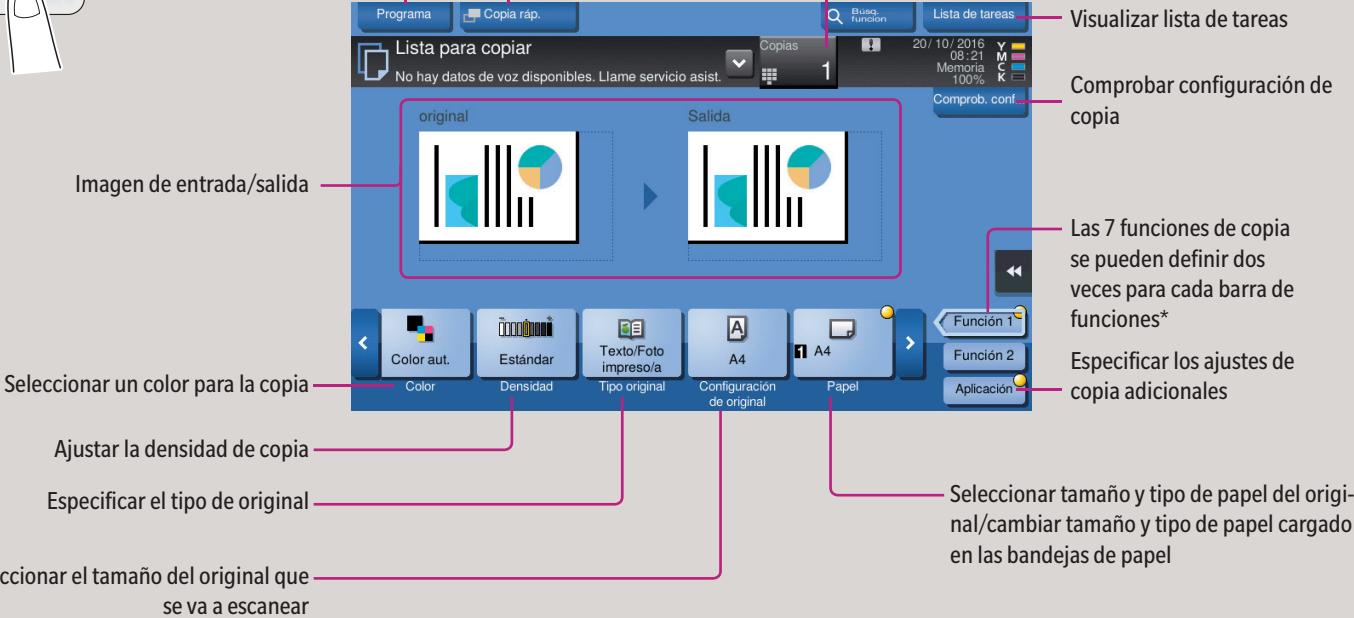 Programa
Copia ráp.
Búsq.
función
Lista de tareas
Visualizar lista de tareas
Lista para copiar
No hay datos de voz disponibles. Llame servicio asist.
Copias
1
20/ 10/ 2016
08:21
Memoria
100%
Y
M
C
K
Comprob. conf.
Comprobar configuración de
copia
original
Salida
Imagen de entrada/salida
Las 7 funciones de copia
se pueden definir dos
veces para cada barra de
funciones*
Color aut.
Estándar
Texto/Foto
impreso/a
A
A4
1 A4
Función 1
Función 2
Aplicación
Color
Densidad
Tipo original
Configuración
de original
Papel
Especificar los ajustes de
copia adicionales
Seleccionar un color para la copia
Ajustar la densidad de copia
Especificar el tipo de original
Seleccionar tamaño y tipo de papel del origi-
nal/cambiar tamaño y tipo de papel cargado
en las bandejas de papel
ccionar el tamaño del original que
se va a escanear